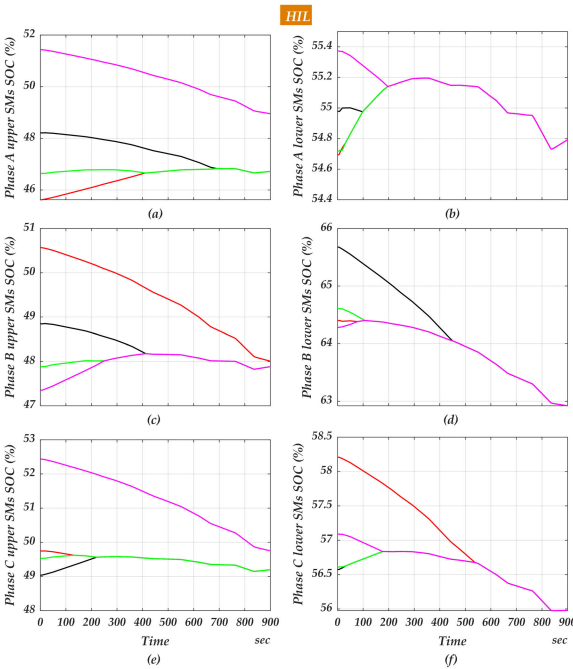 HIL
Phase A upper SMs SOC (%)
52
50
48
46
(a)
Phase A lower SMs SOC (%)
55.4
55.2
55
54.8
54.6
54.4
(b)
Phase B upper SMs SOC (%)
51
50
49
48
47
(c)
Phase B lower SMs SOC (%)
66
65
64
63
(d)
Phase C upper SMs SOC (%)
53
52
51
50
49
48
0 100 200 300 400 500 600 700 800 900
Time sec
(e)
Phase C lower SMs SOC (%)
58.5
58
57.5
57
56.5
56
0 100 200 300 400 500 600 700 800 900
Time sec
(f)